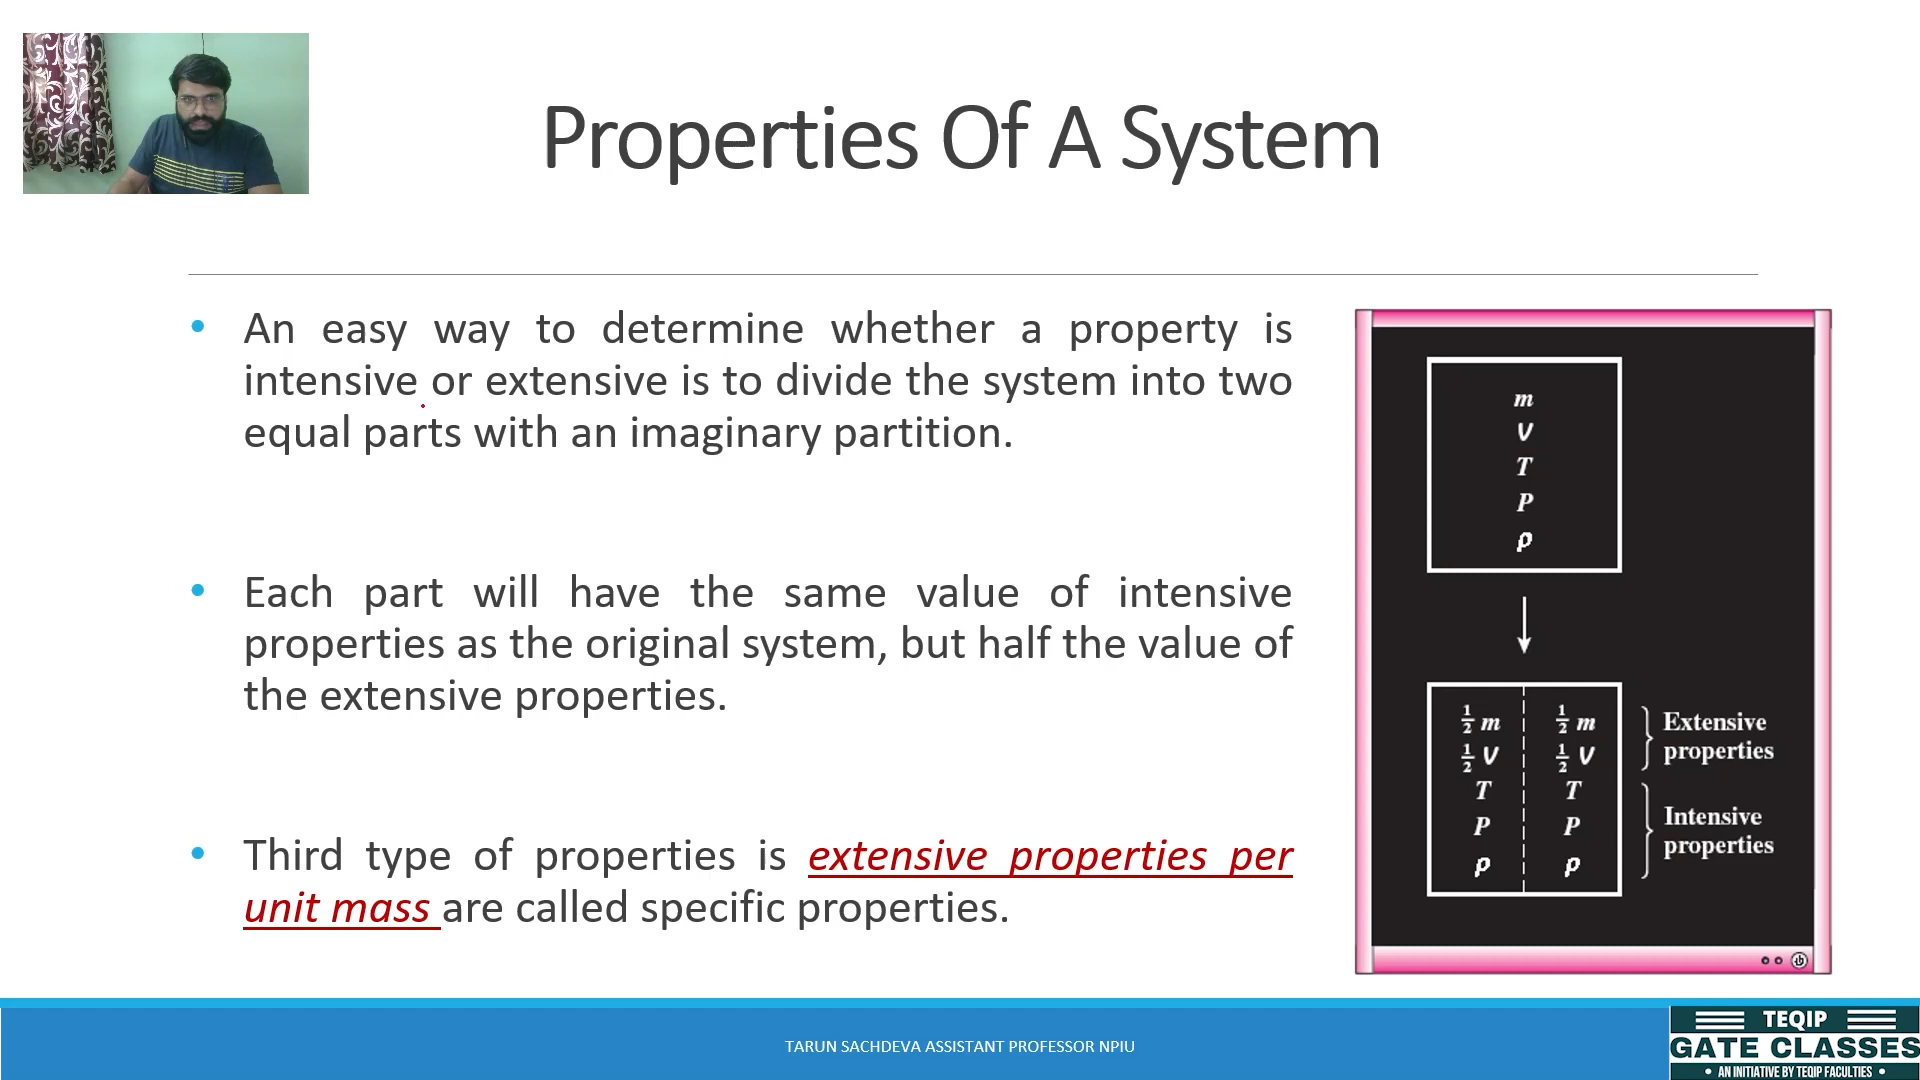 Properties Of A System
• An easy way to determine whether a property is
intensive or extensive is to divide the system into two
equal parts with an imaginary partition.
• Each part will have the same value of intensive
properties as the original system, but half the value of
the extensive properties.
• Third type of properties is extensive properties per
unit mass are called specific properties.
m
V
T
P
ρ
½ m ½ m
½ V ½ V
T T
P P
ρ ρ
Extensive
properties
Intensive
properties
TARUN SACHDEVA ASSISTANT PROFESSOR NPIU
TEQIP
GATE CLASSES
• AN INITIATIVE BY TEQIP FACULTIES •